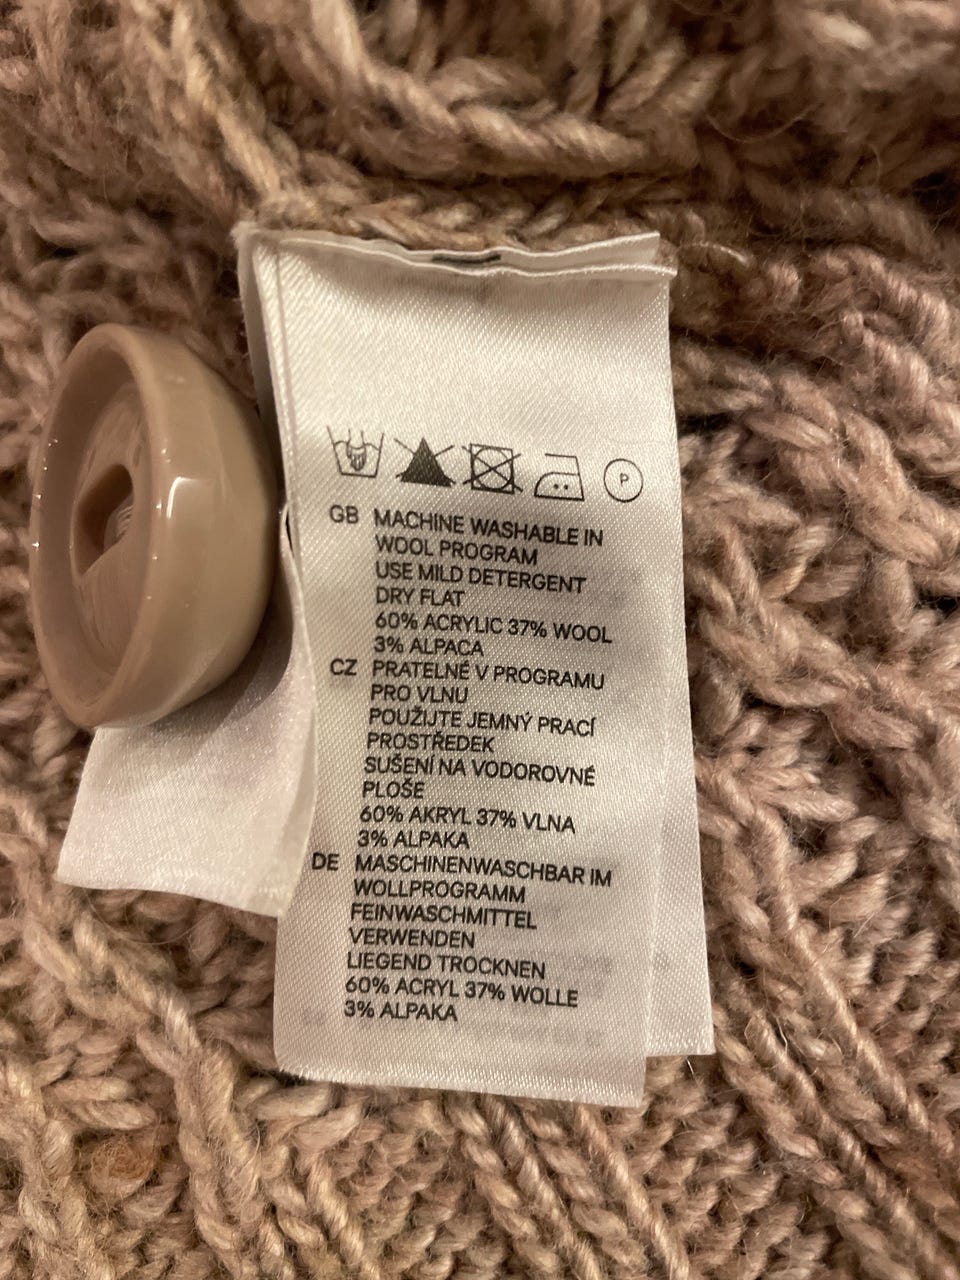 P
GB MACHINE WASHABLE IN
WOOL PROGRAM
USE MILD DETERGENT
DRY FLAT
60% ACRYLIC 37% WOOL
3% ALPACA
CZ PRATELNÉ V PROGRAMU
PRO VLNU
POUŽIJTE JEMNÝ PRACÍ
PROSTŘEDEK
SUŠENÍ NA VODOROVNÉ
PLOŠE
60% AKRYL 37% VLNA
3% ALPAKA
DE MASCHINENWASCHBAR IM
WOLLPROGRAMM
FEINWASCHMITTEL
VERWENDEN
LIEGEND TROCKNEN
60% ACRYL 37% WOLLE
3% ALPAKA